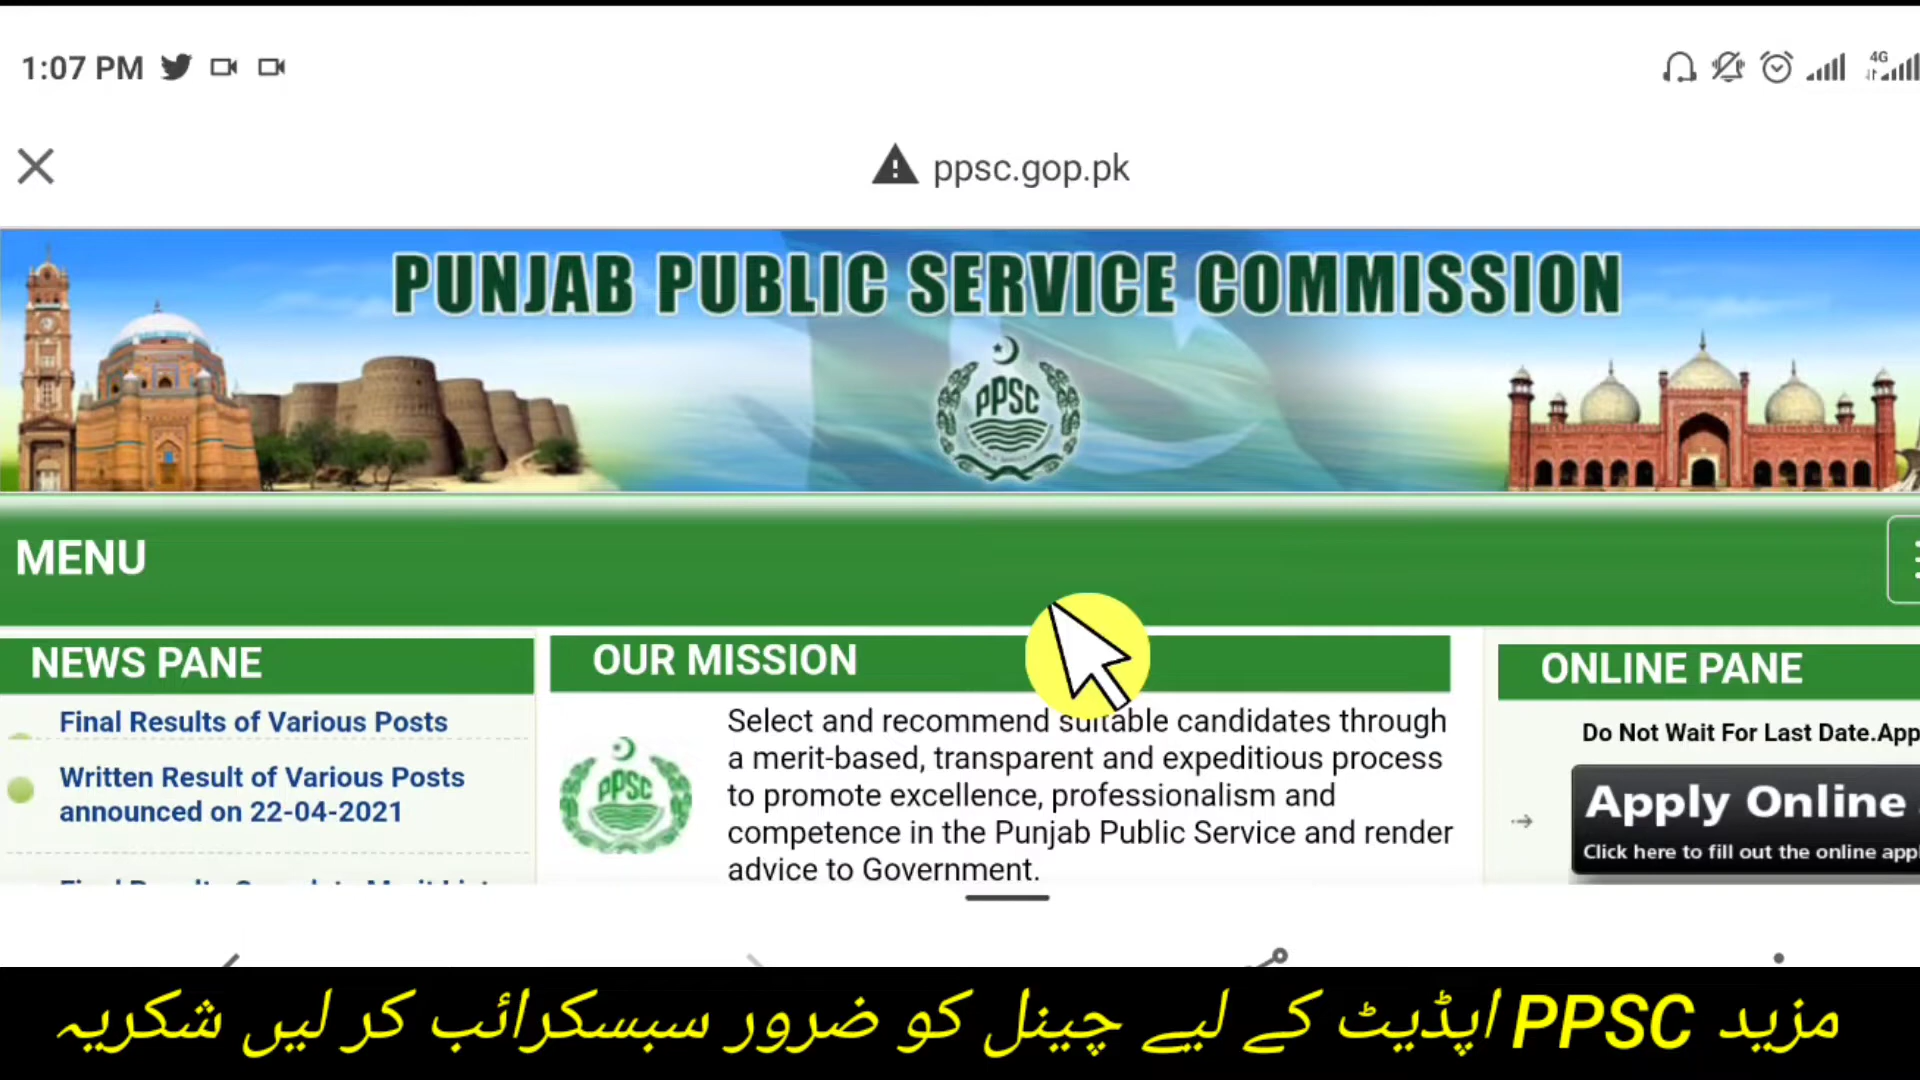 1:07 PM
4G
ppsc.gop.pk
PUNJAB PUBLIC SERVICE COMMISSION
PPSC
MENU
NEWS PANE
Final Results of Various Posts
Written Result of Various Posts
announced on 22-04-2021
OUR MISSION
PPSC
Select and recommend suitable candidates through
a merit-based, transparent and expeditious process
to promote excellence, professionalism and
competence in the Punjab Public Service and render
advice to Government.
ONLINE PANE
Do Not Wait For Last Date.App
Apply Online
Click here to fill out the online appl
مزید PPSC اپڈیٹ کے لیے چینل کو ضرور سبسکرائب کر لیں شکریہ